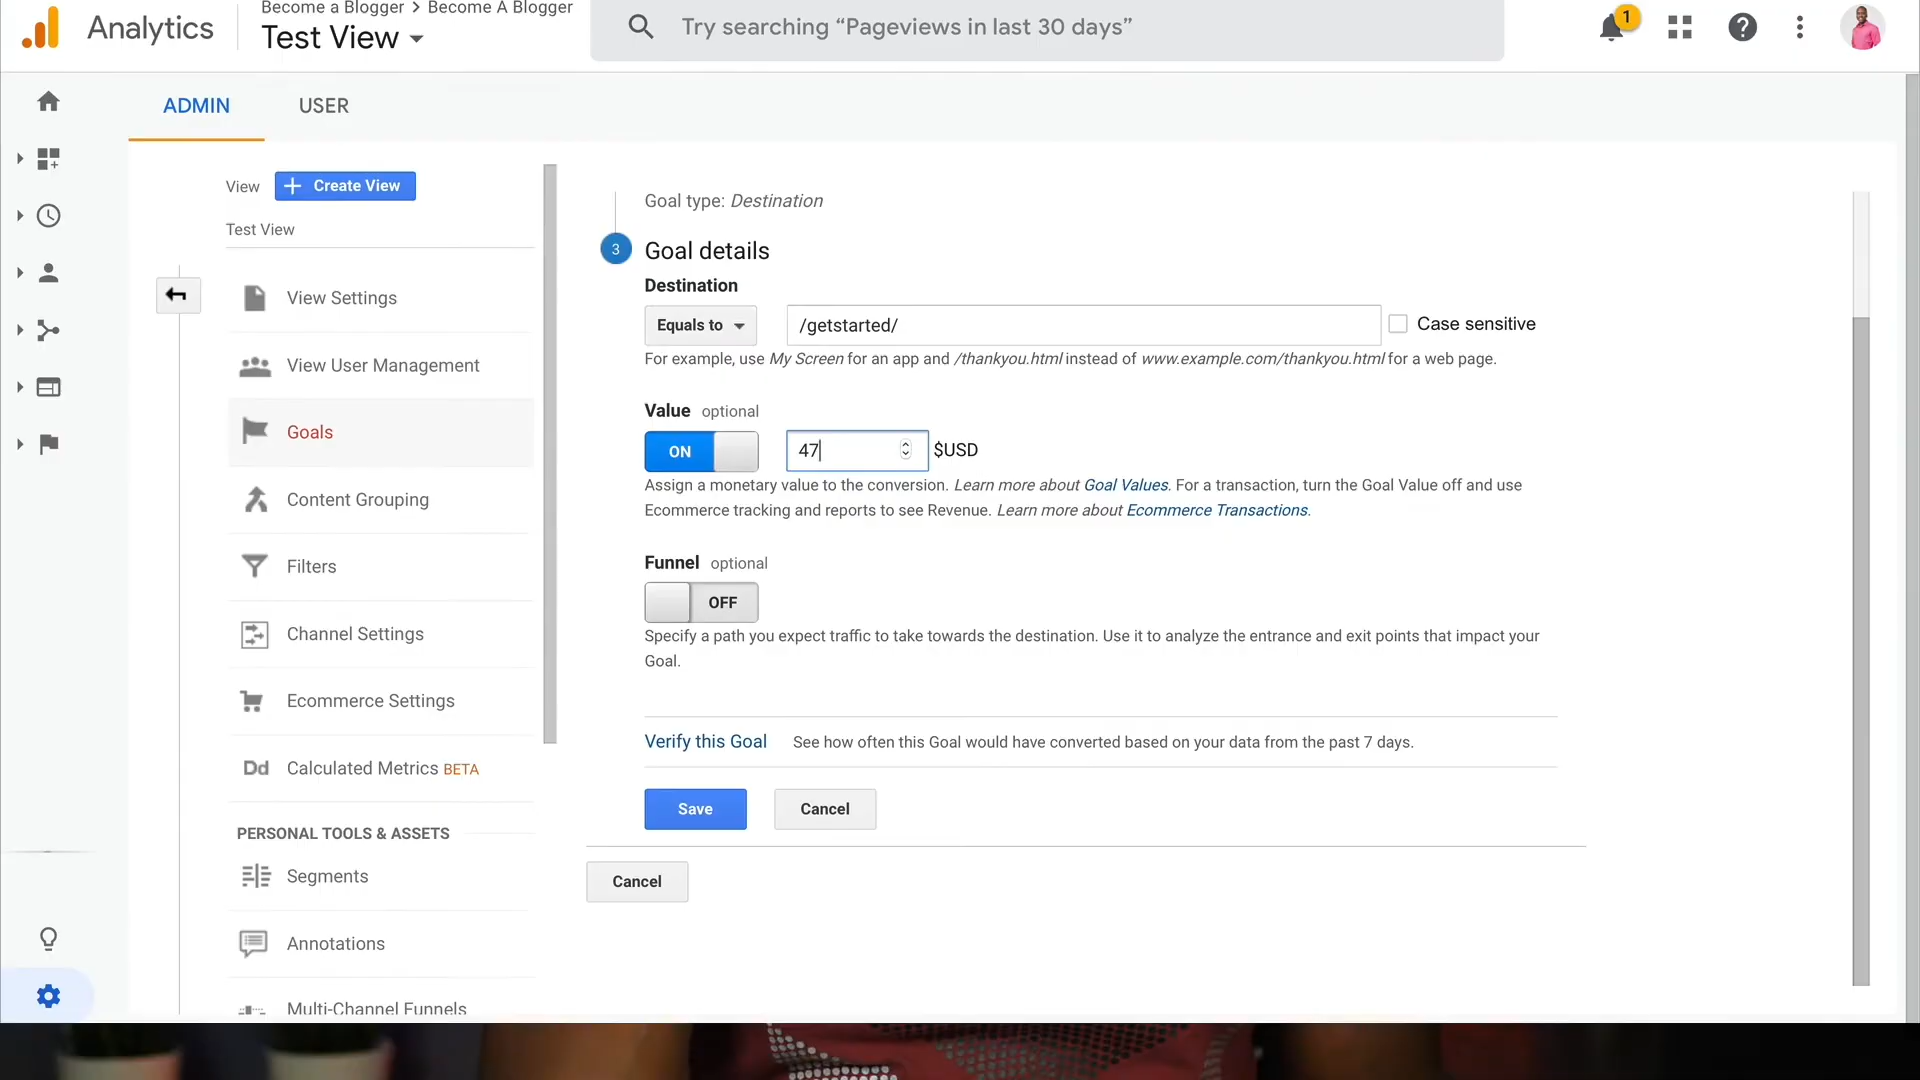 Analytics
Become a Blogger > Become A Blogger
Test View
Try searching “Pageviews in last 30 days”
1
ADMIN
USER
View
Create View
Test View
View Settings
View User Management
Goals
Content Grouping
Filters
Channel Settings
Ecommerce Settings
Dd Calculated Metrics BETA
PERSONAL TOOLS & ASSETS
Segments
Annotations
Multi-Channel Funnels
Goal type: Destination
3 Goal details
Destination
Equals to
/getstarted/
Case sensitive
For example, use My Screen for an app and /thankyou.html instead of www.example.com/thankyou.html for a web page.
Value optional
ON
47
$USD
Assign a monetary value to the conversion. Learn more about Goal Values. For a transaction, turn the Goal Value off and use
Ecommerce tracking and reports to see Revenue. Learn more about Ecommerce Transactions.
Funnel optional
OFF
Specify a path you expect traffic to take towards the destination. Use it to analyze the entrance and exit points that impact your
Goal.
Verify this Goal See how often this Goal would have converted based on your data from the past 7 days.
Save
Cancel
Cancel